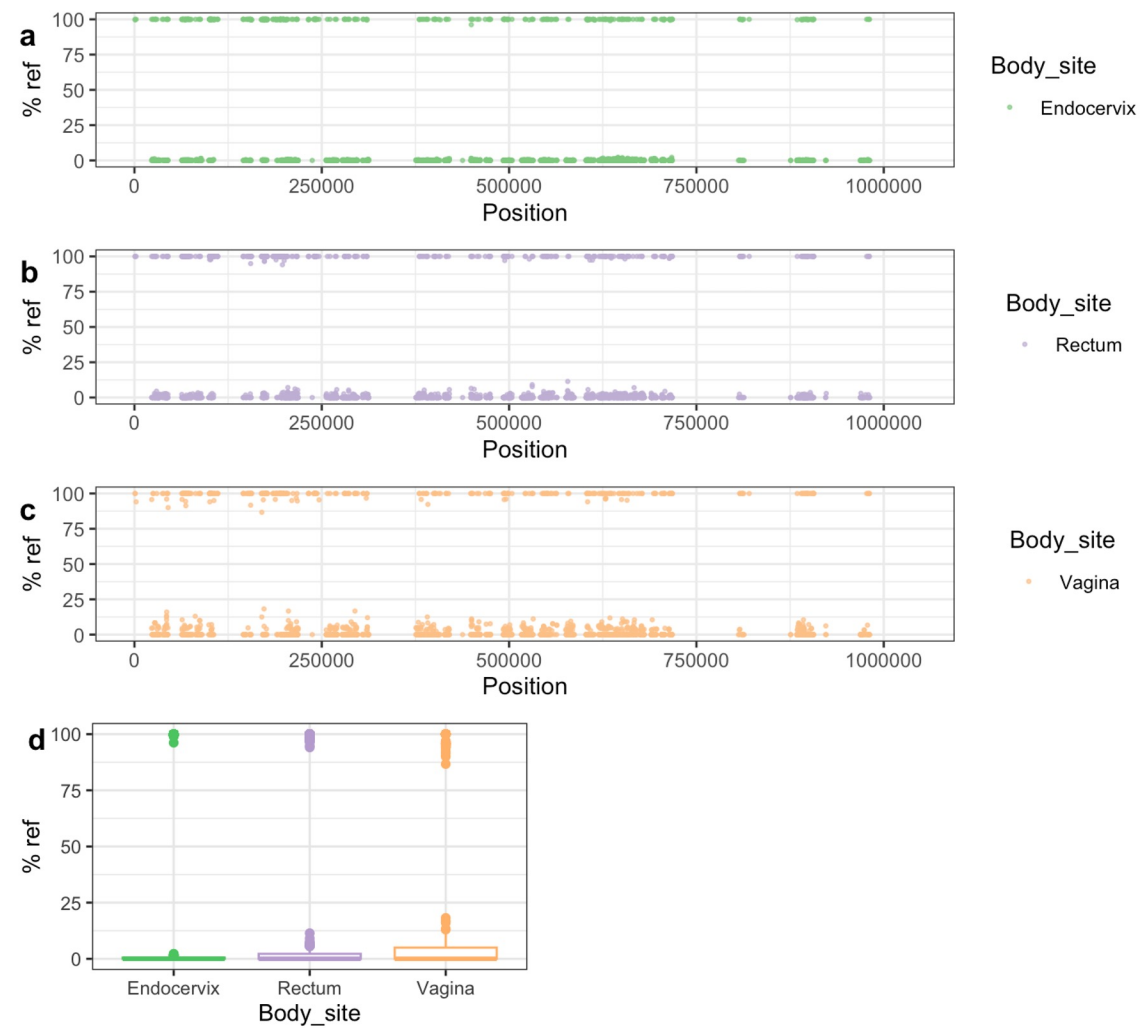 a
% ref
100
75
50
25
0
0 250000 500000 750000 1000000
Position
Body_site
Endocervix
b
% ref
100
75
50
25
0
0 250000 500000 750000 1000000
Position
Body_site
Rectum
c
% ref
100
75
50
25
0
0 250000 500000 750000 1000000
Position
Body_site
Vagina
d
% ref
100
75
50
25
0
Endocervix Rectum Vagina
Body_site